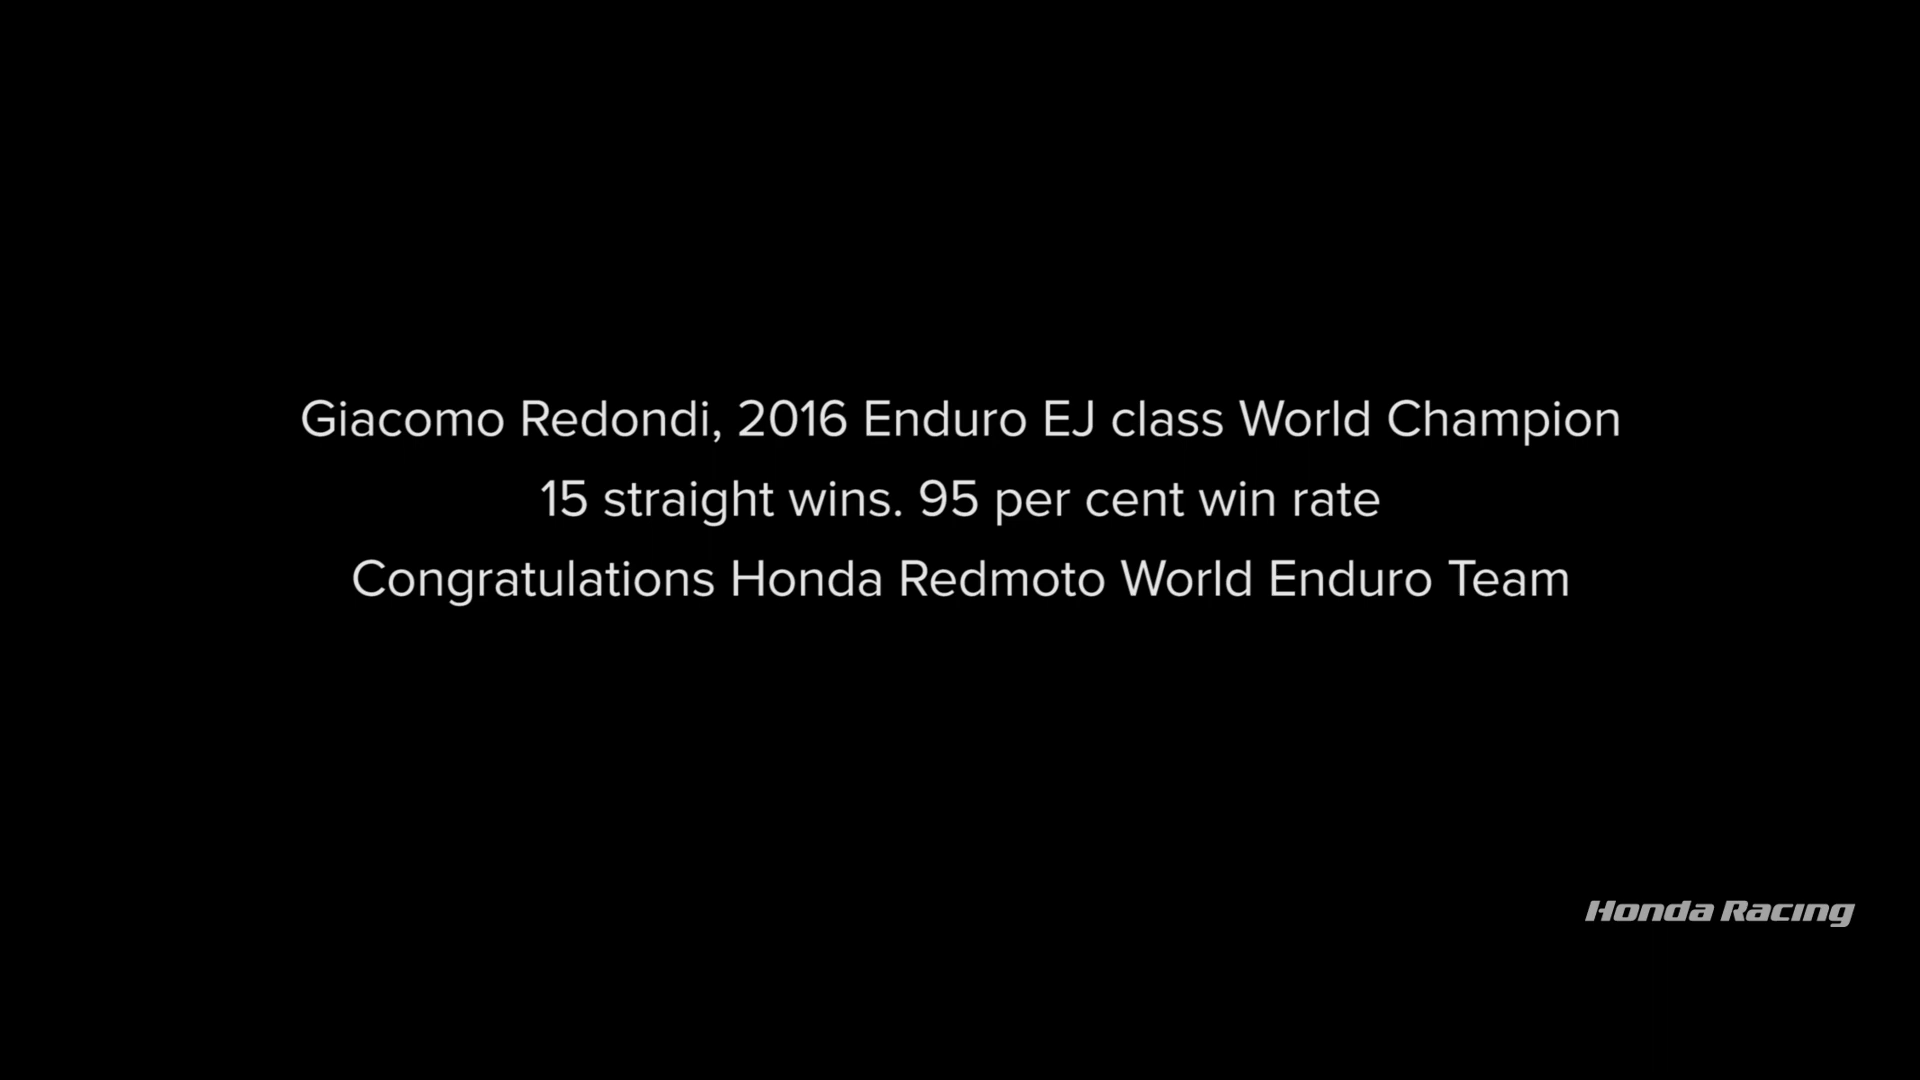 Giacomo Redondi, 2016 Enduro EJ class World Champion
15 straight wins. 95 per cent win rate
Congratulations Honda Redmoto World Enduro Team
Honda Racing